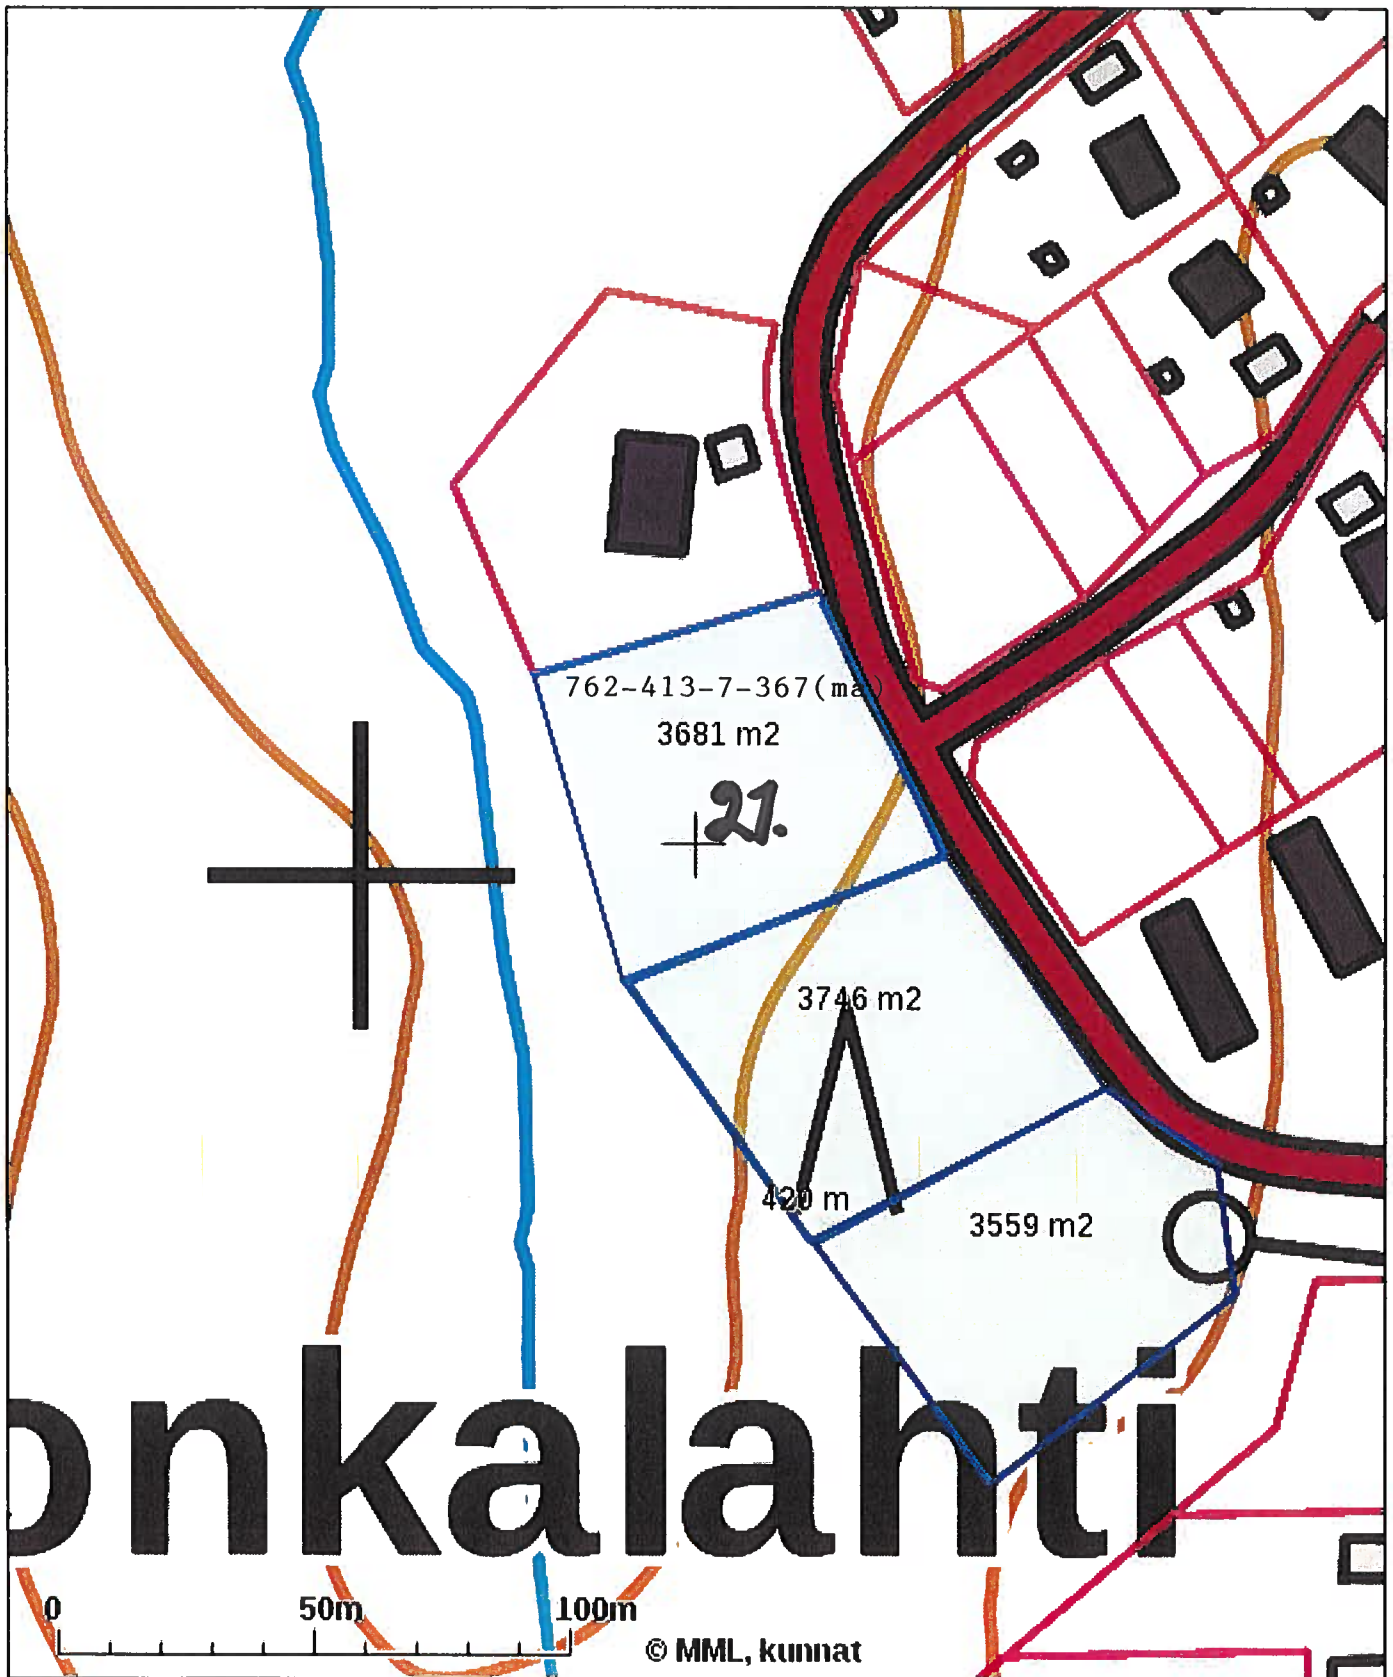 762-413-7-367(ma)
3681 m2
21.
3746 m2
420 m
3559 m2
onkalahti
0 50m 100m
© MML, kunnat